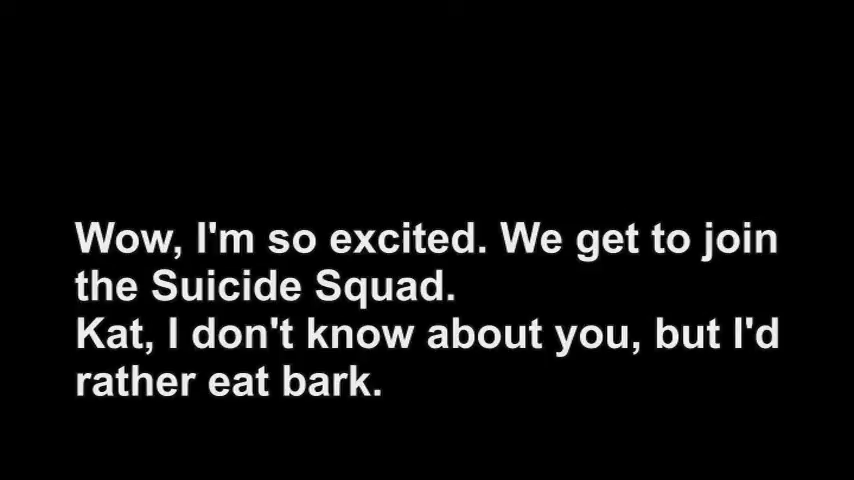 Wow, I'm so excited. We get to join
the Suicide Squad.
Kat, I don't know about you, but I'd
rather eat bark.